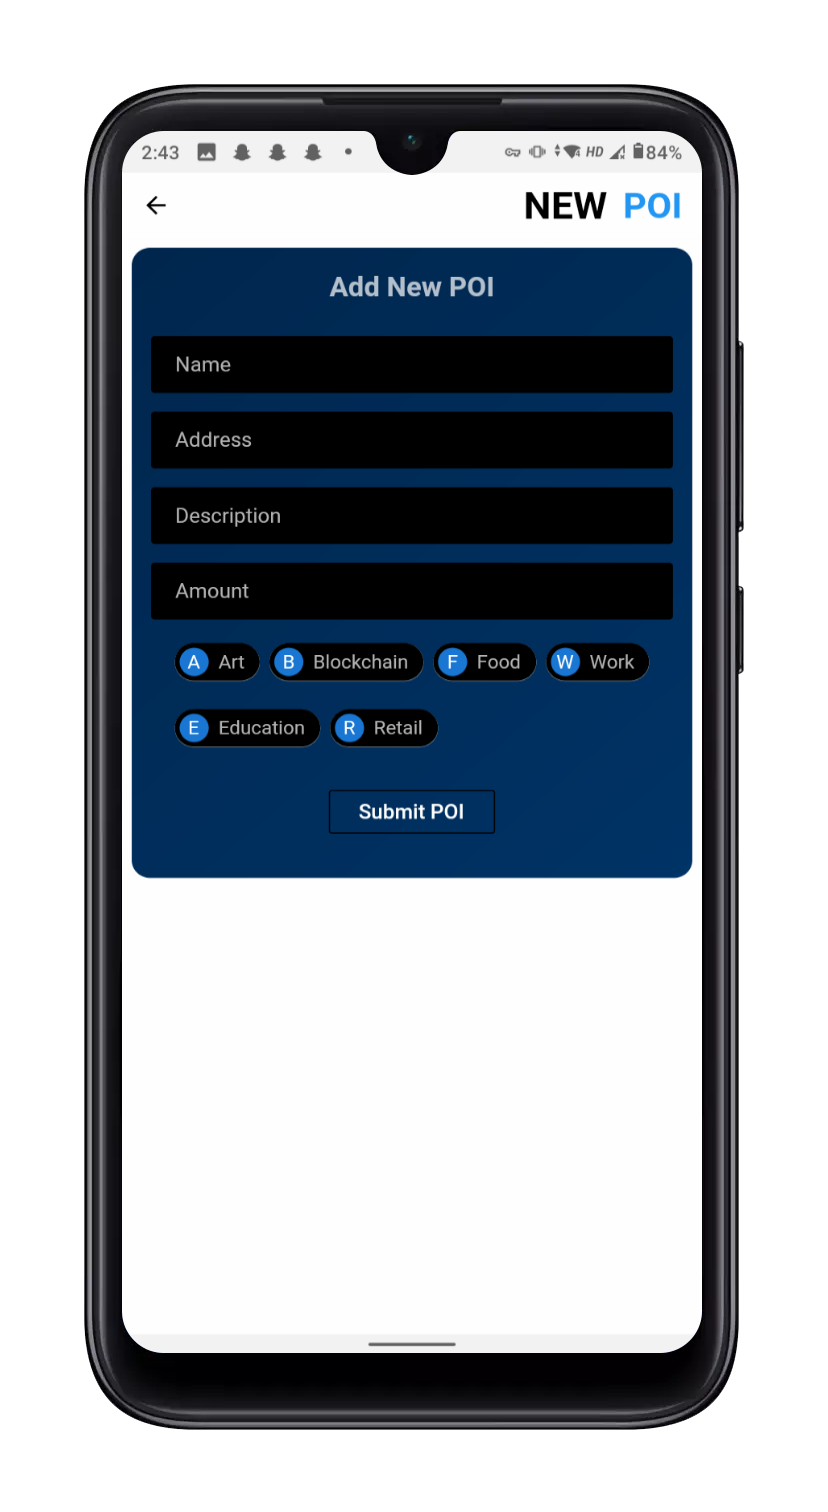 2:43 HD 84%
NEW POI
Add New POI
Name
Address
Description
Amount
A Art B Blockchain F Food W Work
E Education R Retail
Submit POI